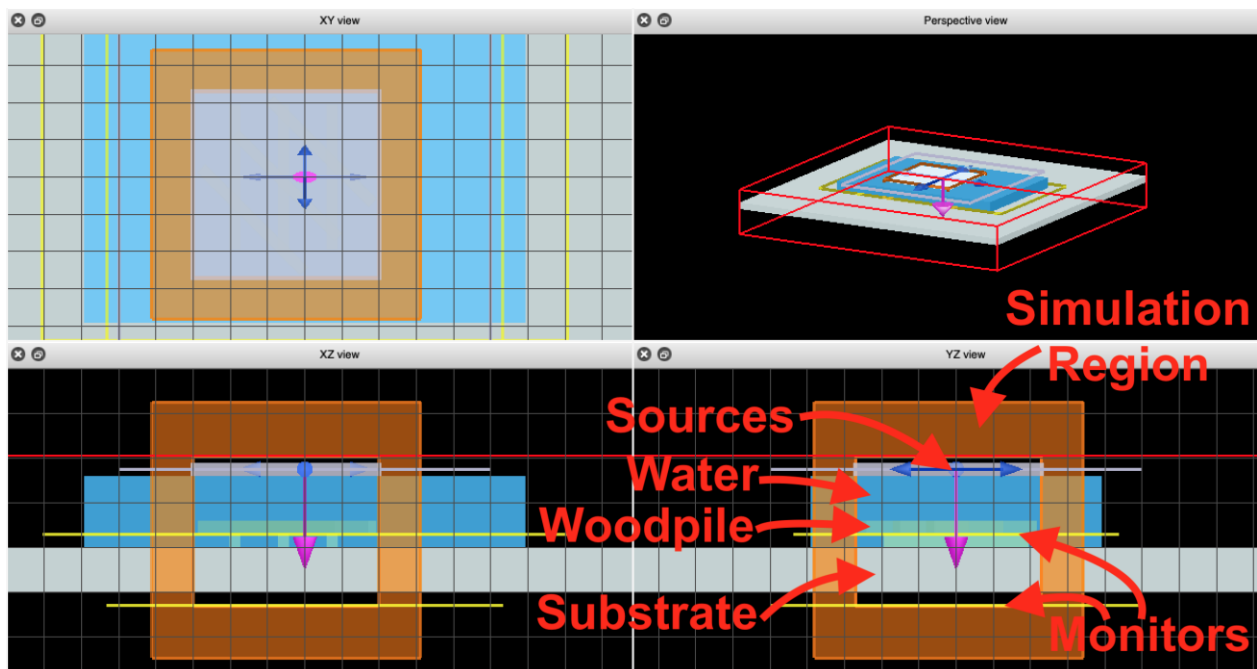 XY view
Perspective view
Simulation
XZ view
YZ view
Region
Sources
Water
Woodpile
Substrate
Monitors